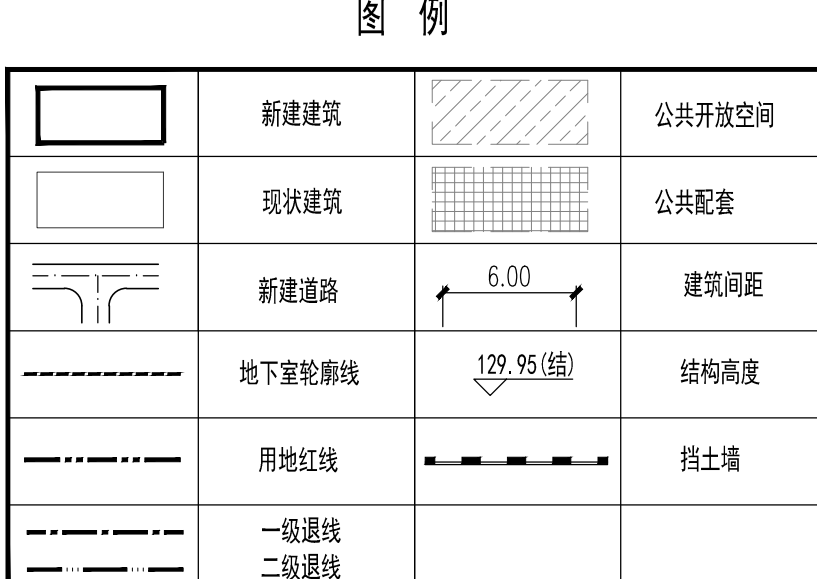 图 例
新建建筑
公共开放空间
现状建筑
公共配套
新建道路
6.00
建筑间距
地下室轮廓线
129.95(结)
结构高度
用地红线
挡土墙
一级退线
二级退线